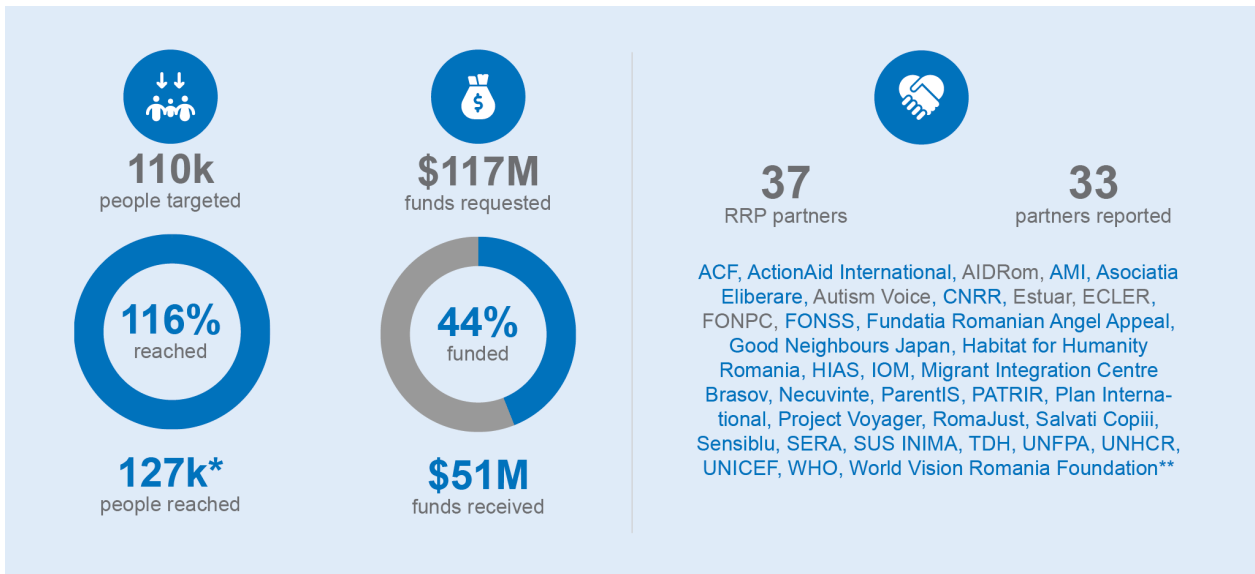 110k
people targeted
116%
reached
127k*
people reached
$117M
funds requested
44%
funded
$51M
funds received
37
RRP partners
33
partners reported
ACF, ActionAid International, AIDRom, AMI, Asociatia
Eliberare, Autism Voice, CNRR, Estuar, ECLER,
FONPC, FONSS, Fundatia Romanian Angel Appeal,
Good Neighbours Japan, Habitat for Humanity
Romania, HIAS, IOM, Migrant Integration Centre
Brasov, Necuvinte, ParentIS, PATRIR, Plan Interna-
tional, Project Voyager, RomaJust, Salvati Copiii,
Sensiblu, SERA, SUS INIMA, TDH, UNFPA, UNHCR,
UNICEF, WHO, World Vision Romania Foundation**